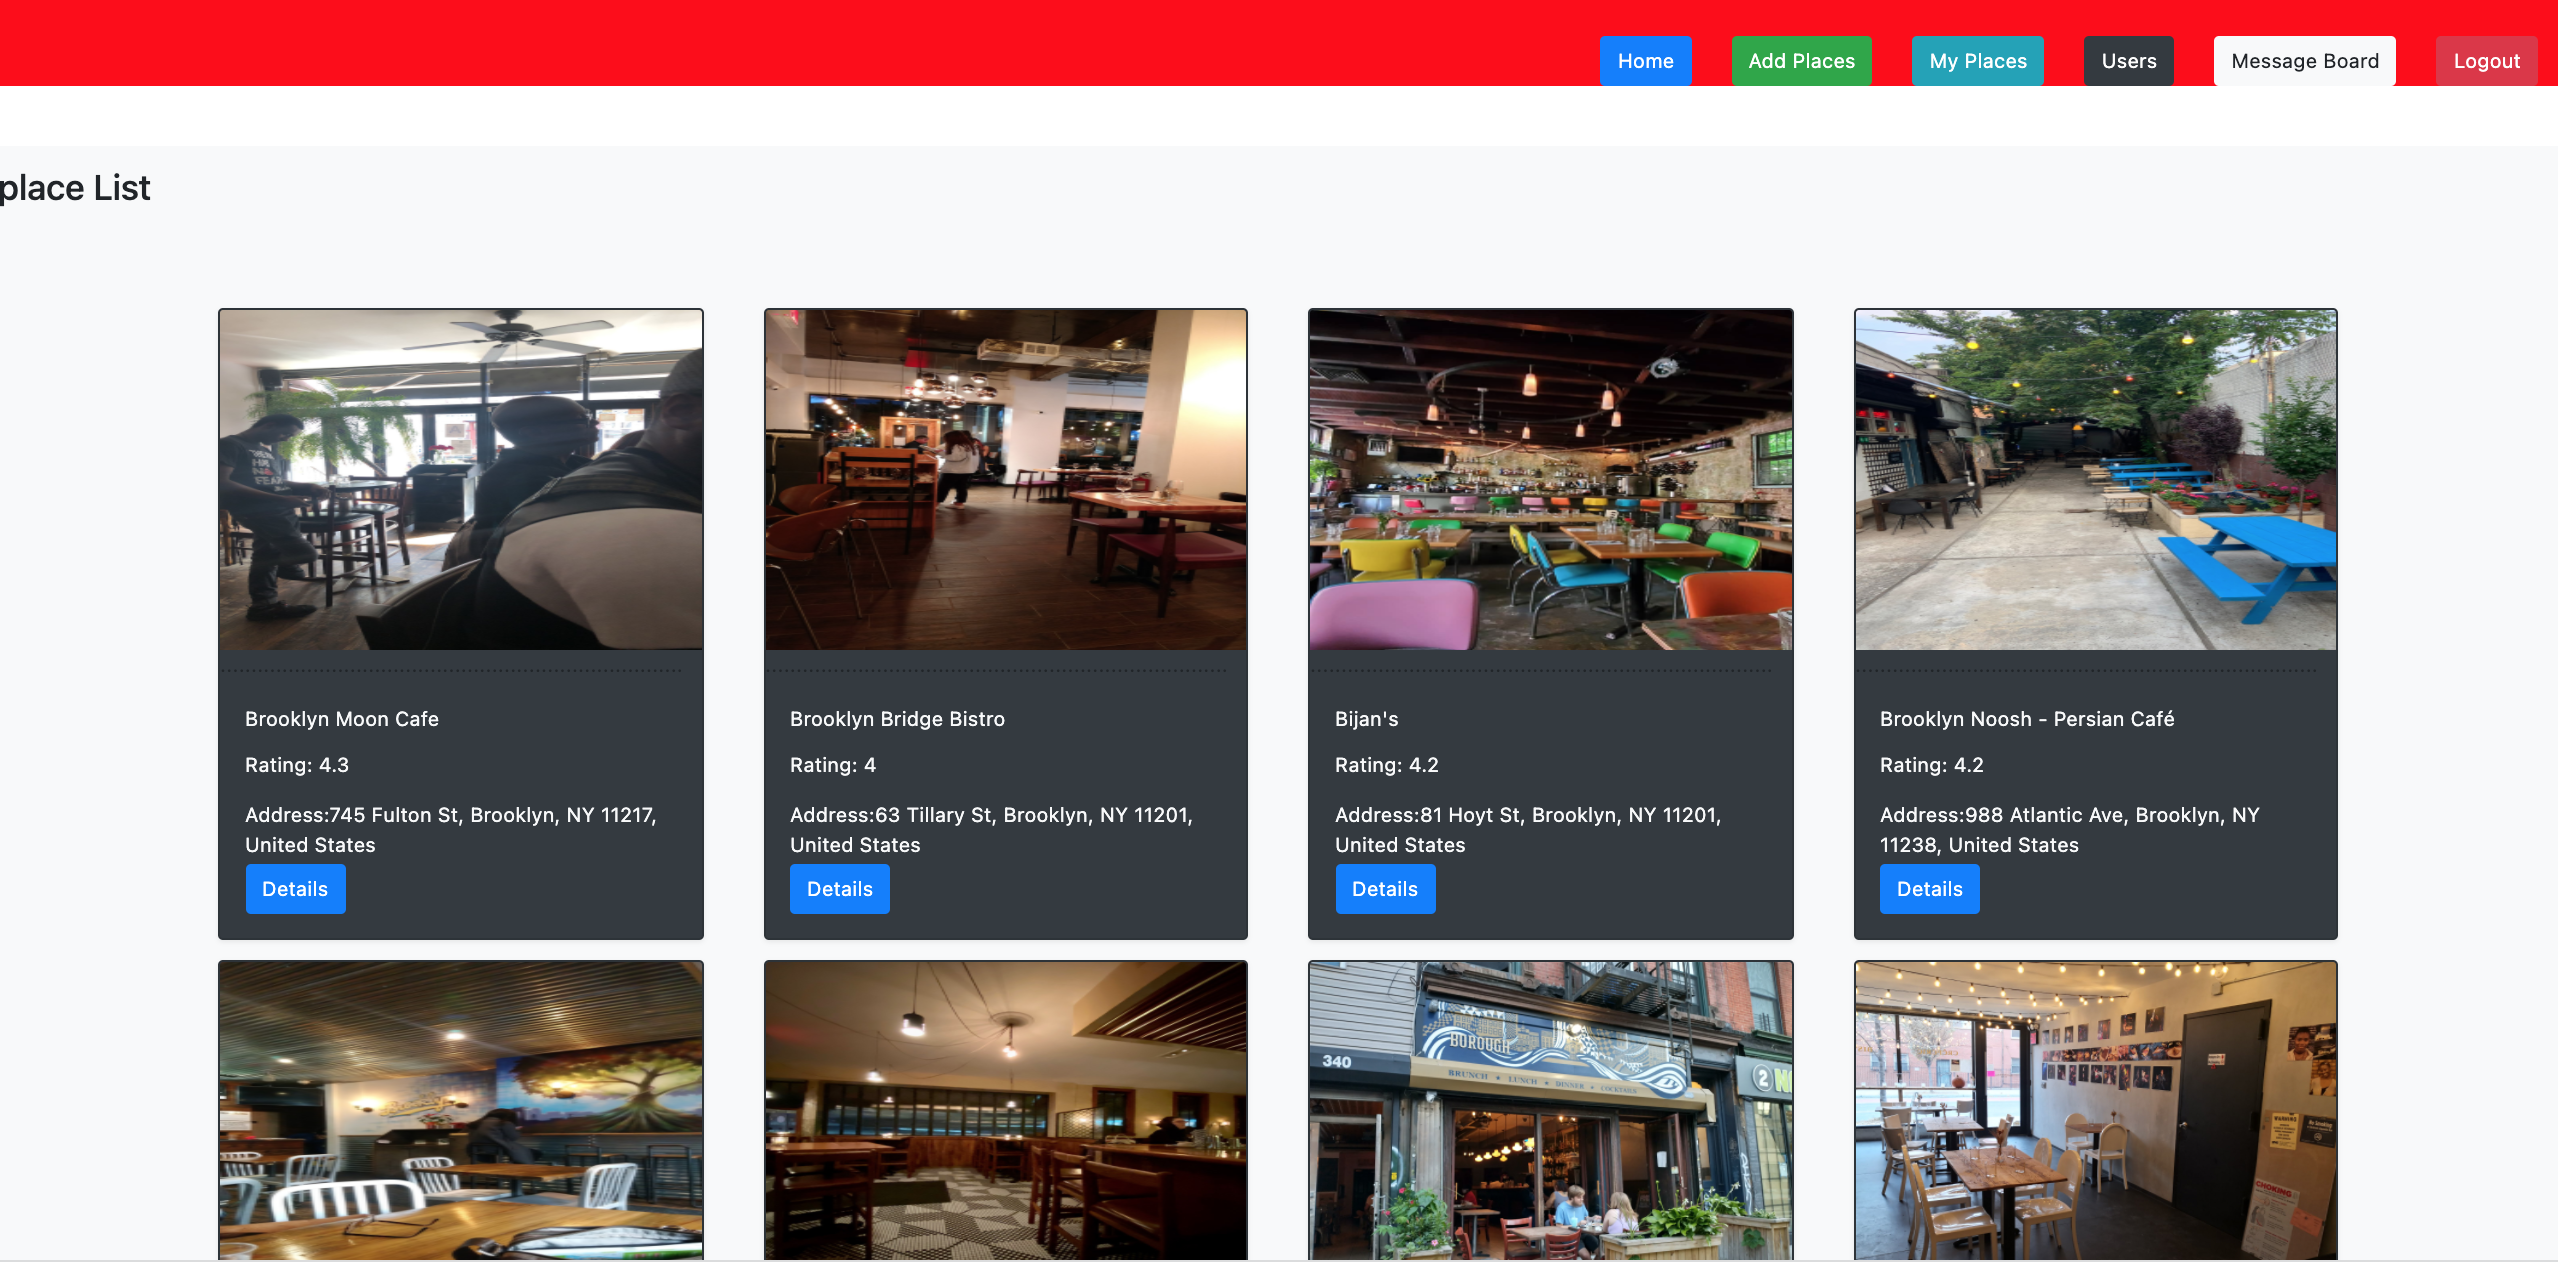 Home Add Places My Places Users Message Board Logout
place List
Brooklyn Moon Cafe
Rating: 4.3
Address:745 Fulton St, Brooklyn, NY 11217,
United States
Details
Brooklyn Bridge Bistro
Rating: 4
Address:63 Tillary St, Brooklyn, NY 11201,
United States
Details
Bijan's
Rating: 4.2
Address:81 Hoyt St, Brooklyn, NY 11201,
United States
Details
Brooklyn Noosh - Persian Café
Rating: 4.2
Address:988 Atlantic Ave, Brooklyn, NY
11238, United States
Details
BOROUGH
340
BRUNCH ★ LUNCH ★ DINNER ★ COCKTAILS
2
CHOKING